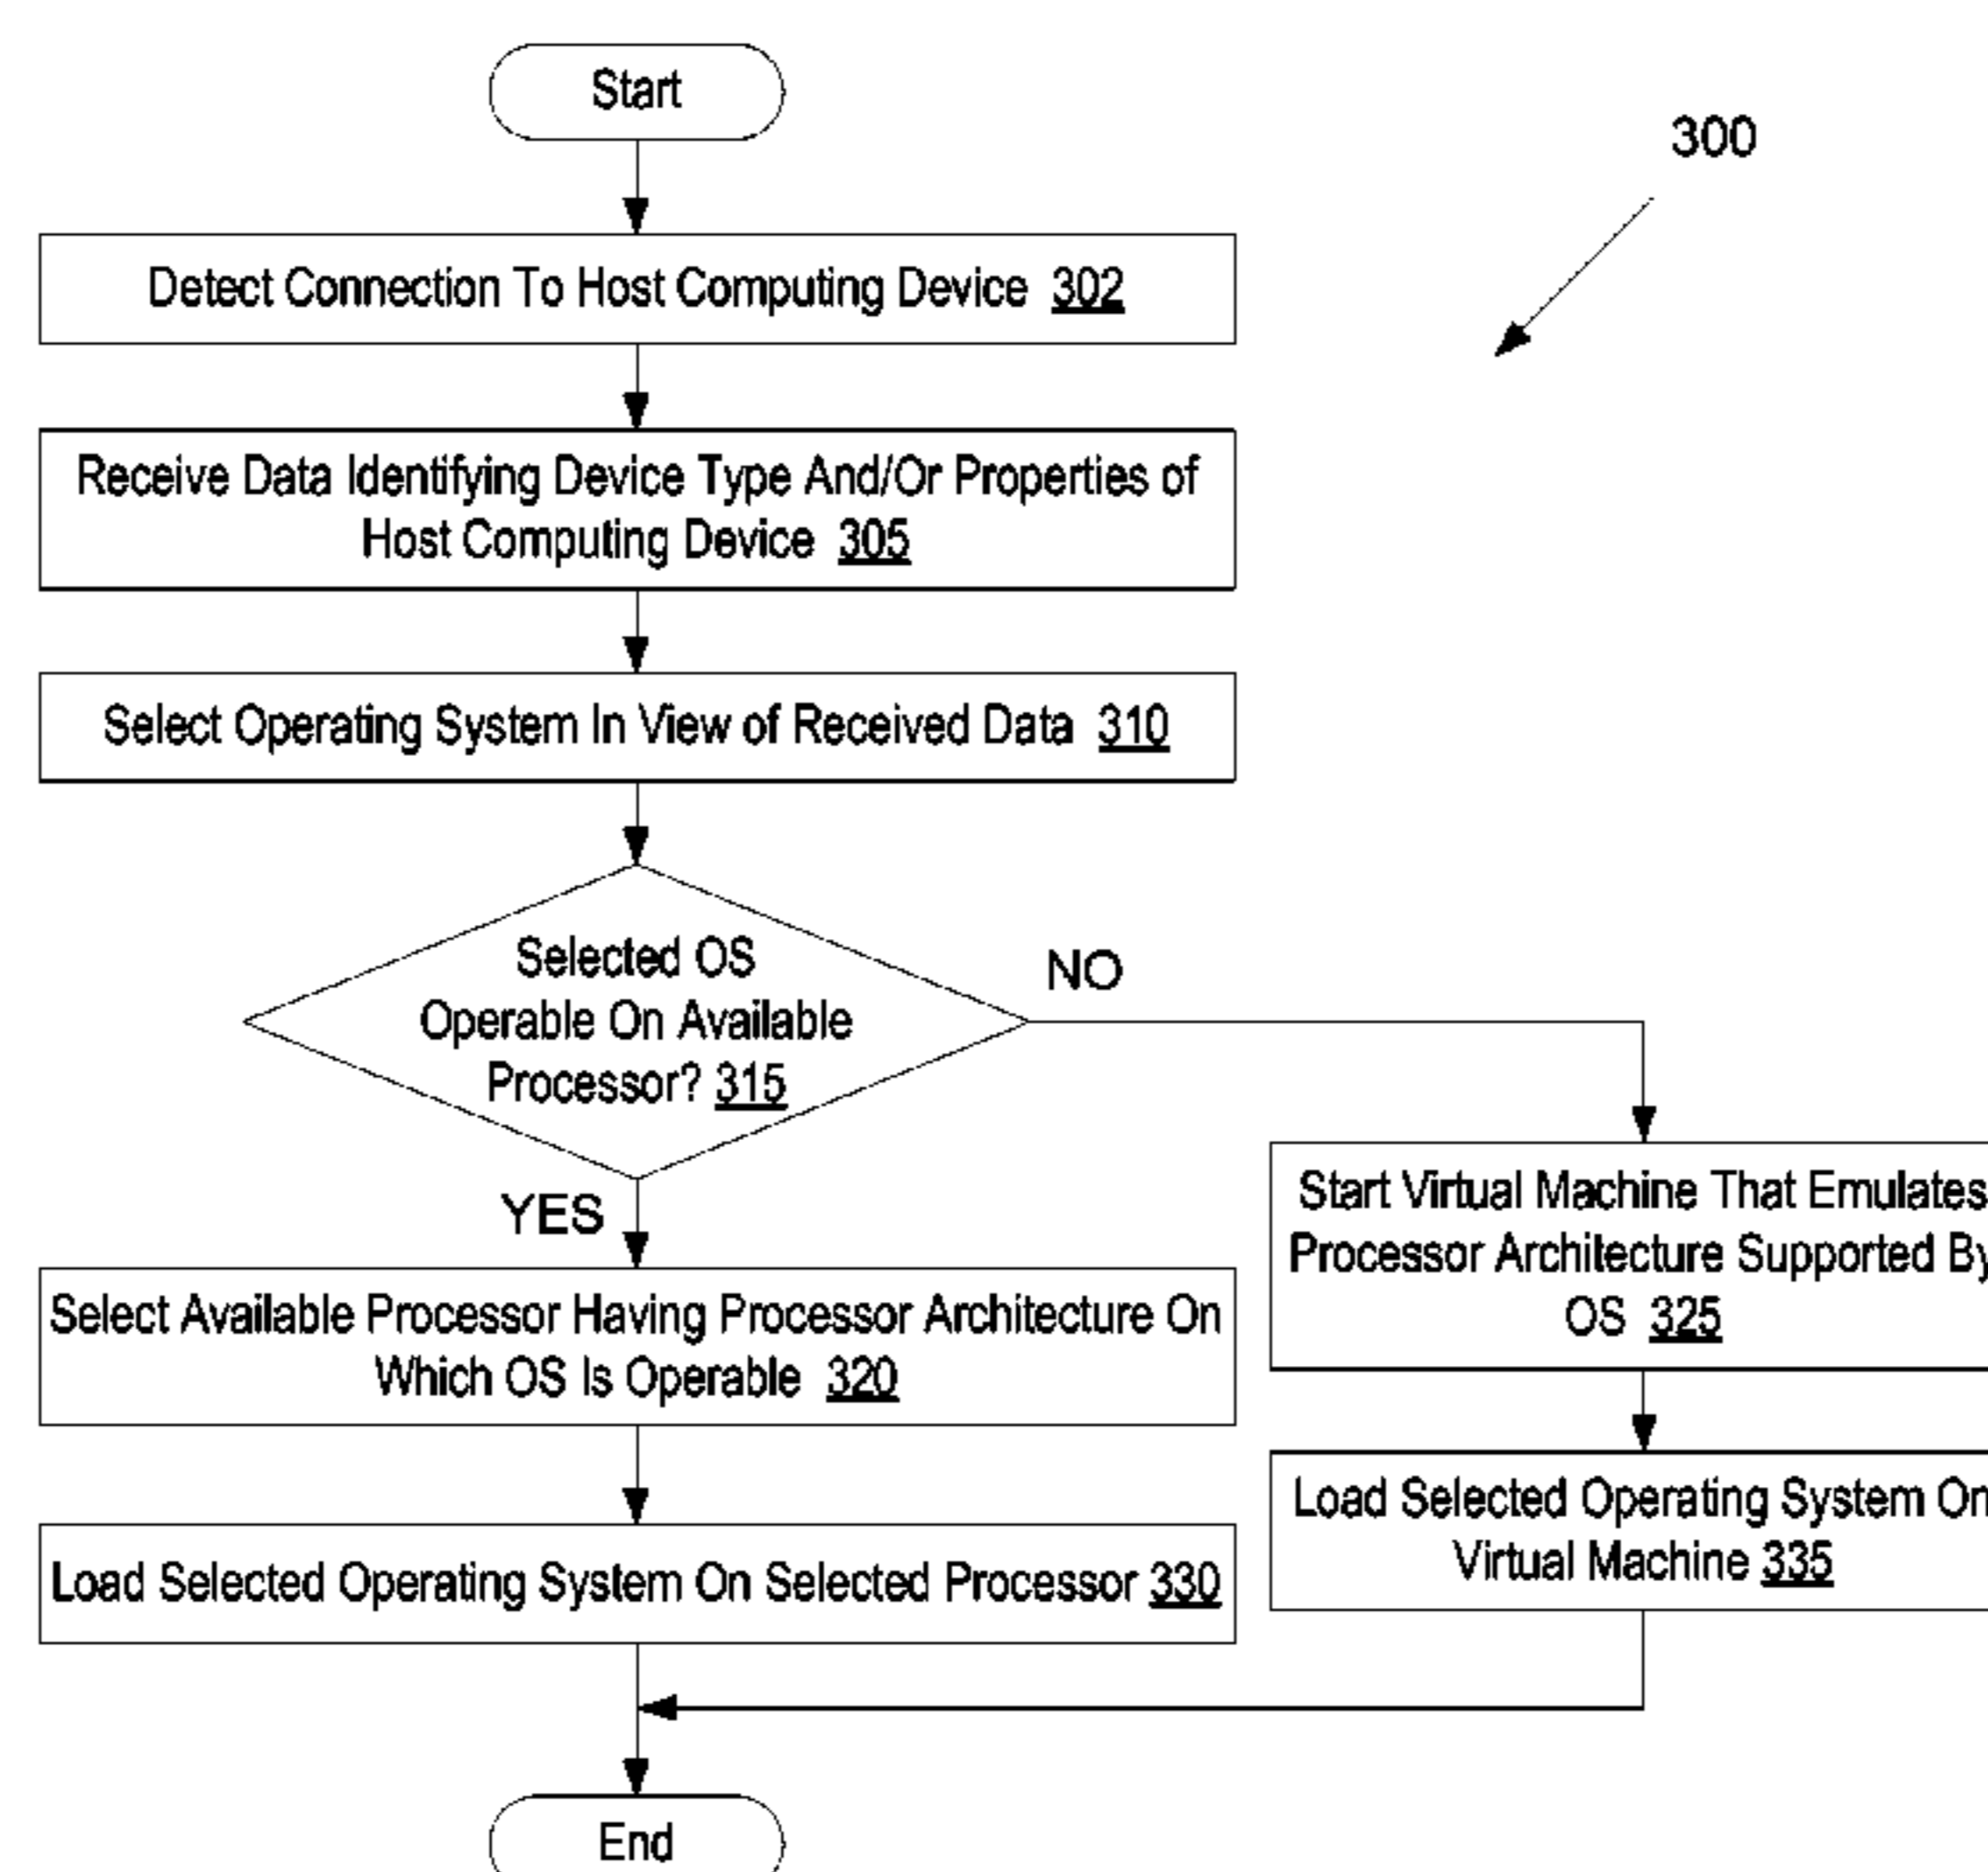 Start
300
Detect Connection To Host Computing Device 302
Receive Data Identifying Device Type And/Or Properties of
Host Computing Device 305
Select Operating System In View of Received Data 310
Selected OS
Operable On Available
Processor? 315
NO
YES
Start Virtual Machine That Emulates
Processor Architecture Supported By
OS 325
Select Available Processor Having Processor Architecture On
Which OS Is Operable 320
Load Selected Operating System On
Virtual Machine 335
Load Selected Operating System On Selected Processor 330
End